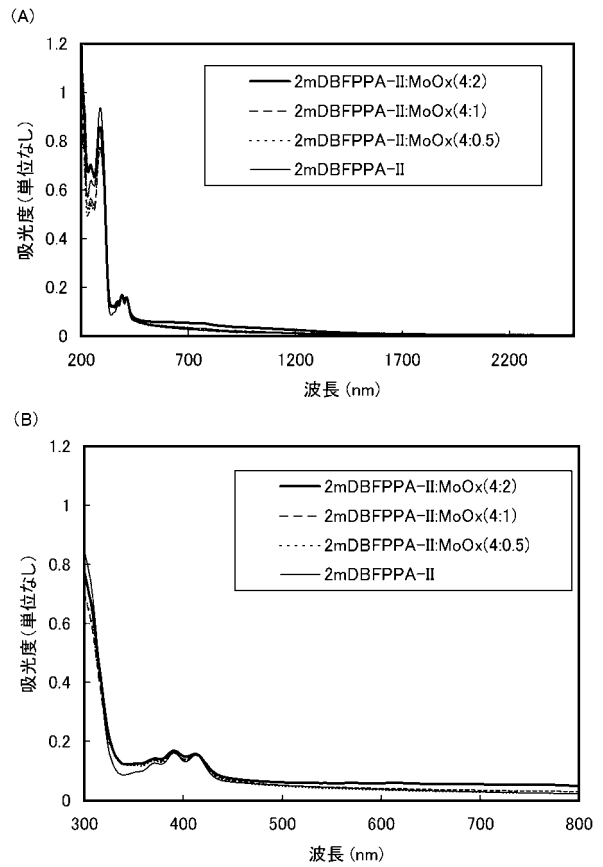 (A)
1.2
1
0.8
0.6
0.4
0.2
0
吸光度(単位なし)
2mDBFPPA-II:MoOx(4:2)
2mDBFPPA-II:MoOx(4:1)
2mDBFPPA-II:MoOx(4:0.5)
2mDBFPPA-II
200 700 1200 1700 2200
波長 (nm)
(B)
1.2
1
0.8
0.6
0.4
0.2
0
吸光度(単位なし)
2mDBFPPA-II:MoOx(4:2)
2mDBFPPA-II:MoOx(4:1)
2mDBFPPA-II:MoOx(4:0.5)
2mDBFPPA-II
300 400 500 600 700 800
波長 (nm)